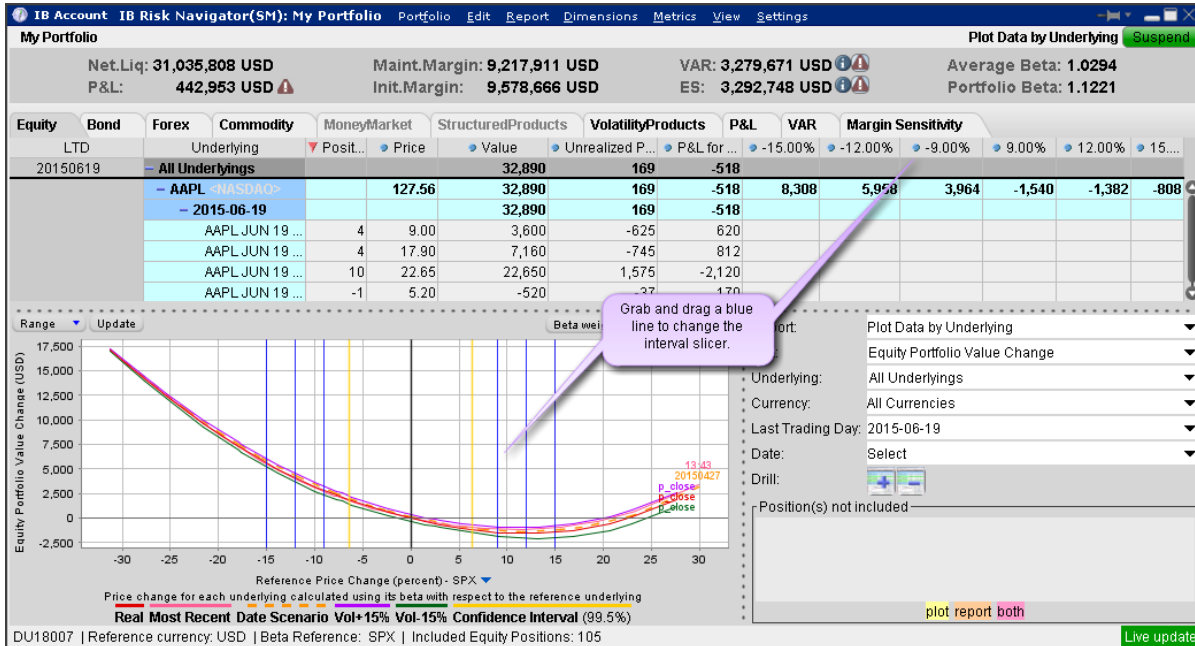 IB Account IB Risk Navigator(SM): My Portfolio Portfolio Edit Report Dimensions Metrics View Settings
My Portfolio Plot Data by Underlying Suspend
Net.Liq: 31,035,808 USD Maint.Margin: 9,217,911 USD VAR: 3,279,671 USD Average Beta: 1.0294
P&L: 442,953 USD Init.Margin: 9,578,666 USD ES: 3,292,748 USD Portfolio Beta: 1.1221
Equity Bond Forex Commodity MoneyMarket StructuredProducts VolatilityProducts P&L VAR Margin Sensitivity
LTD Underlying Posit... Price Value Unrealized P... P&L for ... -15.00% -12.00% -9.00% 9.00% 12.00% 15....
20150619 – All Underlyings 32,890 169 -518
– AAPL <NASDAQ> 127.56 32,890 169 -518 8,308 5,958 3,964 -1,540 -1,382 -808
– 2015-06-19 32,890 169 -518
AAPL JUN 19 ... 4 9.00 3,600 -625 620
AAPL JUN 19 ... 4 17.90 7,160 -745 812
AAPL JUN 19 ... 10 22.65 22,650 1,575 -2,120
AAPL JUN 19 ... -1 5.20 -520 -37 170
Grab and drag a blue
line to change the
interval slicer.
Range Update Beta wei
Equity Portfolio Value Change (USD)
17,500
15,000
12,500
10,000
7,500
5,000
2,500
0
-2,500
13:43
20150427
p_close
p_close
p_close
-30 -25 -20 -15 -10 -5 0 5 10 15 20 25 30
Reference Price Change (percent) - SPX
Price change for each underlying calculated using its beta with respect to the reference underlying
Real Most Recent Date Scenario Vol+15% Vol-15% Confidence Interval (99.5%)
ort: Plot Data by Underlying
Equity Portfolio Value Change
Underlying: All Underlyings
Currency: All Currencies
Last Trading Day: 2015-06-19
Date: Select
Drill:
Position(s) not included
plot report both
DU18007 | Reference currency: USD | Beta Reference: SPX | Included Equity Positions: 105 Live update